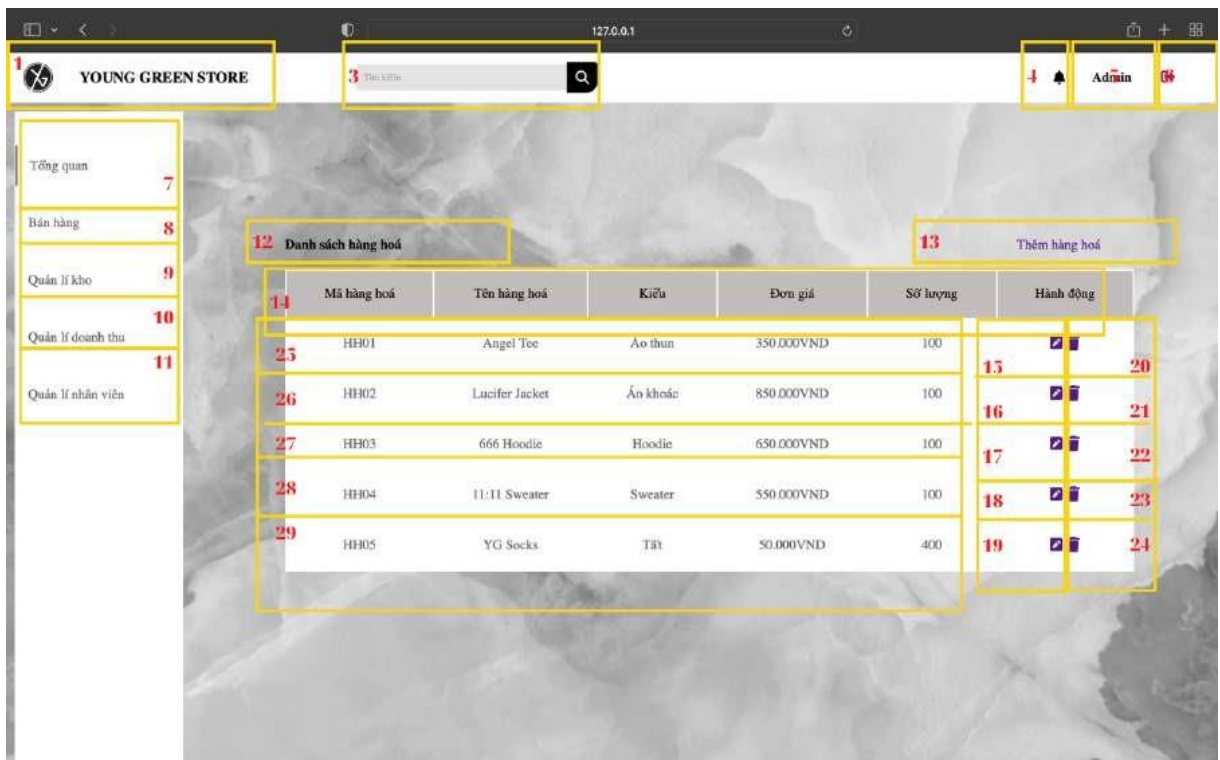 127.0.0.1
1 YOUNG GREEN STORE 3 Tìm kiếm 4 Admin 5
Tổng quan 7
Bán hàng 8
12 Danh sách hàng hoá 13 Thêm hàng hoá
Quản lí kho 9
14 Mã hàng hoá Tên hàng hoá Kiểu Đơn giá Số lượng Hành động
10
Quản lí doanh thu
25 HH01 Angel Tee Áo thun 350.000VND 100 15 20
11
Quản lí nhân viên
26 HH02 Lucifer Jacket Áo khoác 850.000VND 100 16 21
27 HH03 666 Hoodie Hoodie 650.000VND 100 17 22
28 HH04 11:11 Sweater Sweater 550.000VND 100 18 23
29 HH05 YG Socks Tất 50.000VND 400 19 24